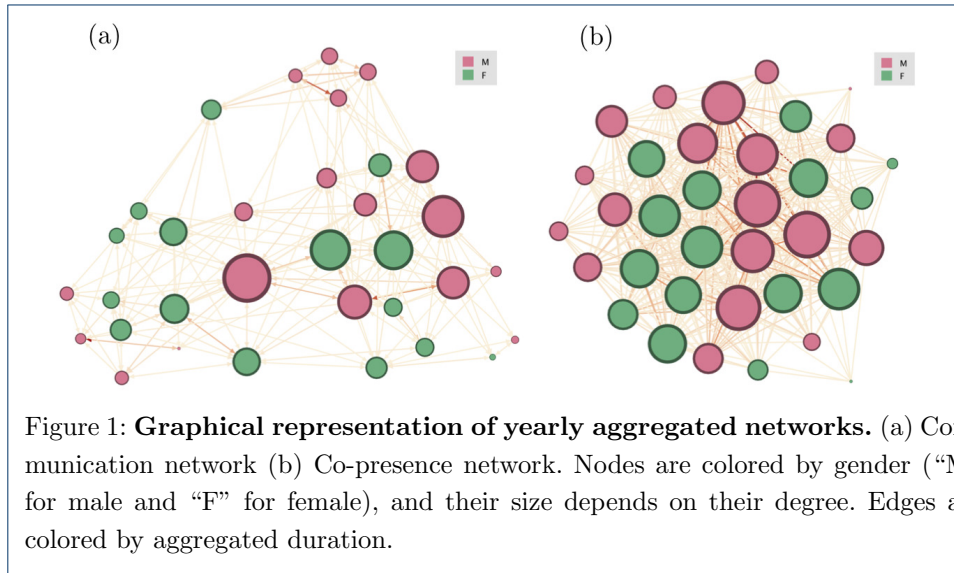 (a)
M
F
(b)
M
F
Figure 1: Graphical representation of yearly aggregated networks. (a) Com
munication network (b) Co-presence network. Nodes are colored by gender (“M
for male and “F” for female), and their size depends on their degree. Edges a
colored by aggregated duration.